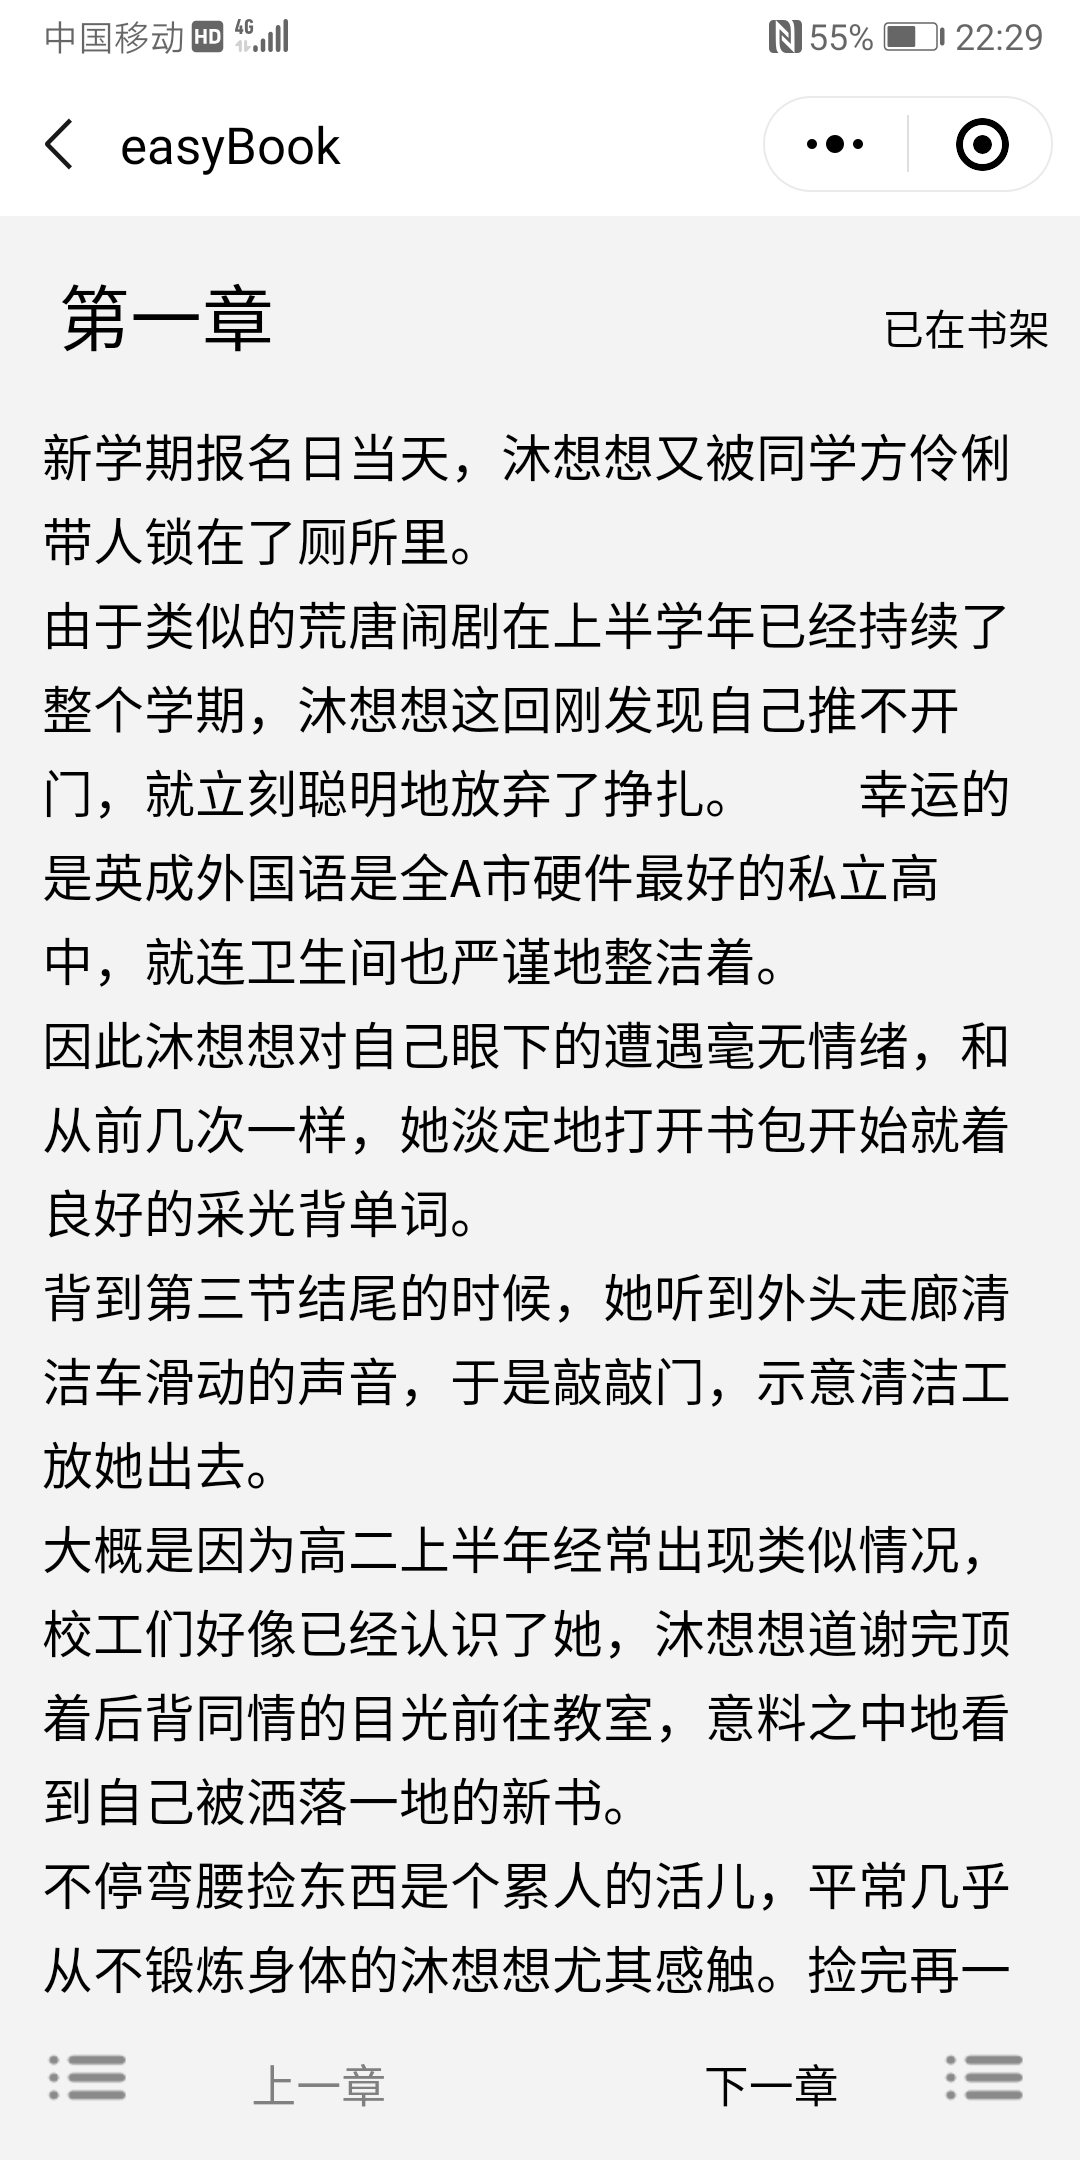 中国移动 HD 4G 55% 22:29
easyBook
第一章
已在书架
新学期报名日当天，沐想想又被同学方伶俐
带人锁在了厕所里。
由于类似的荒唐闹剧在上半学年已经持续了
整个学期，沐想想这回刚发现自己推不开
门，就立刻聪明地放弃了挣扎。　　幸运的
是英成外国语是全A市硬件最好的私立高
中，就连卫生间也严谨地整洁着。
因此沐想想对自己眼下的遭遇毫无情绪，和
从前几次一样，她淡定地打开书包开始就着
良好的采光背单词。
背到第三节结尾的时候，她听到外头走廊清
洁车滑动的声音，于是敲敲门，示意清洁工
放她出去。
大概是因为高二上半年经常出现类似情况，
校工们好像已经认识了她，沐想想道谢完顶
着后背同情的目光前往教室，意料之中地看
到自己被洒落一地的新书。
不停弯腰捡东西是个累人的活儿，平常几乎
从不锻炼身体的沐想想尤其感触。捡完再一
上一章
下一章